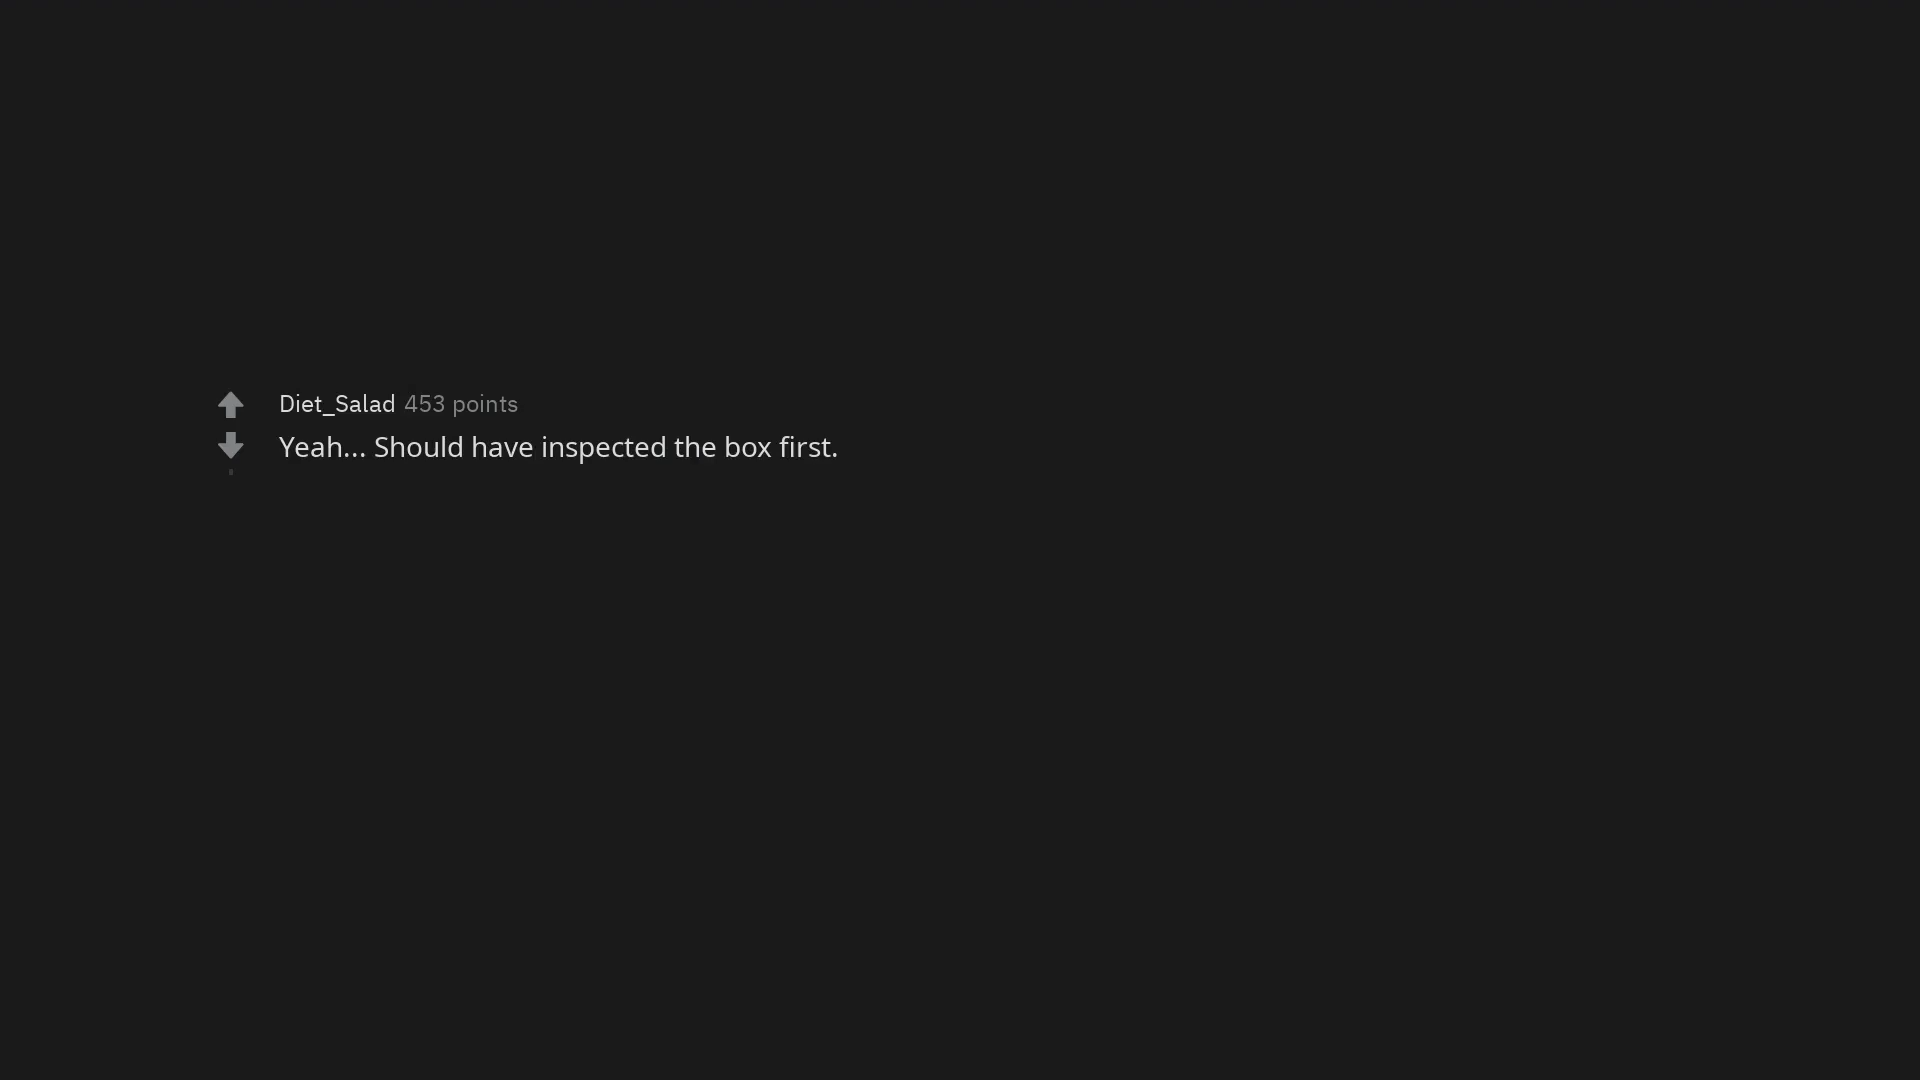 Diet_Salad 453 points
Yeah... Should have inspected the box first.